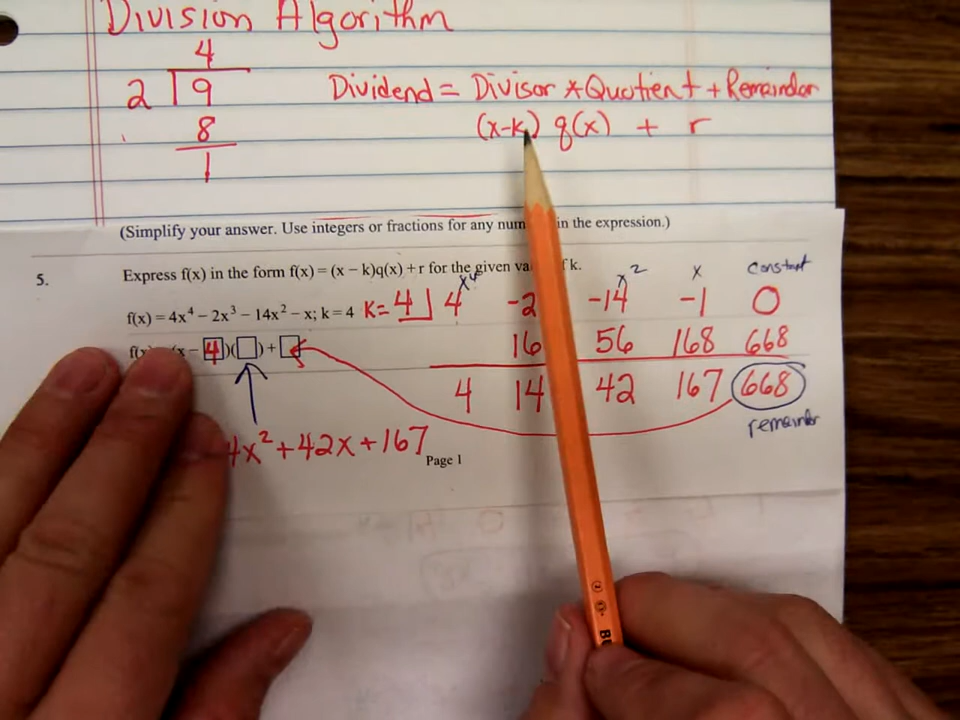 Division Algorithm
4
2 9
8
1
Dividend = Divisor * Quotient + Remainder
(x-k) q(x) + r
(Simplify your answer. Use integers or fractions for any in the expression.)
5. Express f(x) in the form f(x) = (x − k)q(x) + r for the given of k.
x⁴ x² x constant
f(x) = 4x⁴ − 2x³ − 14x² − x; k = 4 K= 4 4 -2 -14 -1 0
− 4 )( ) + 16 56 168 668
4 14 42 167 668
remainder
4x² + 42x + 167
Page 1